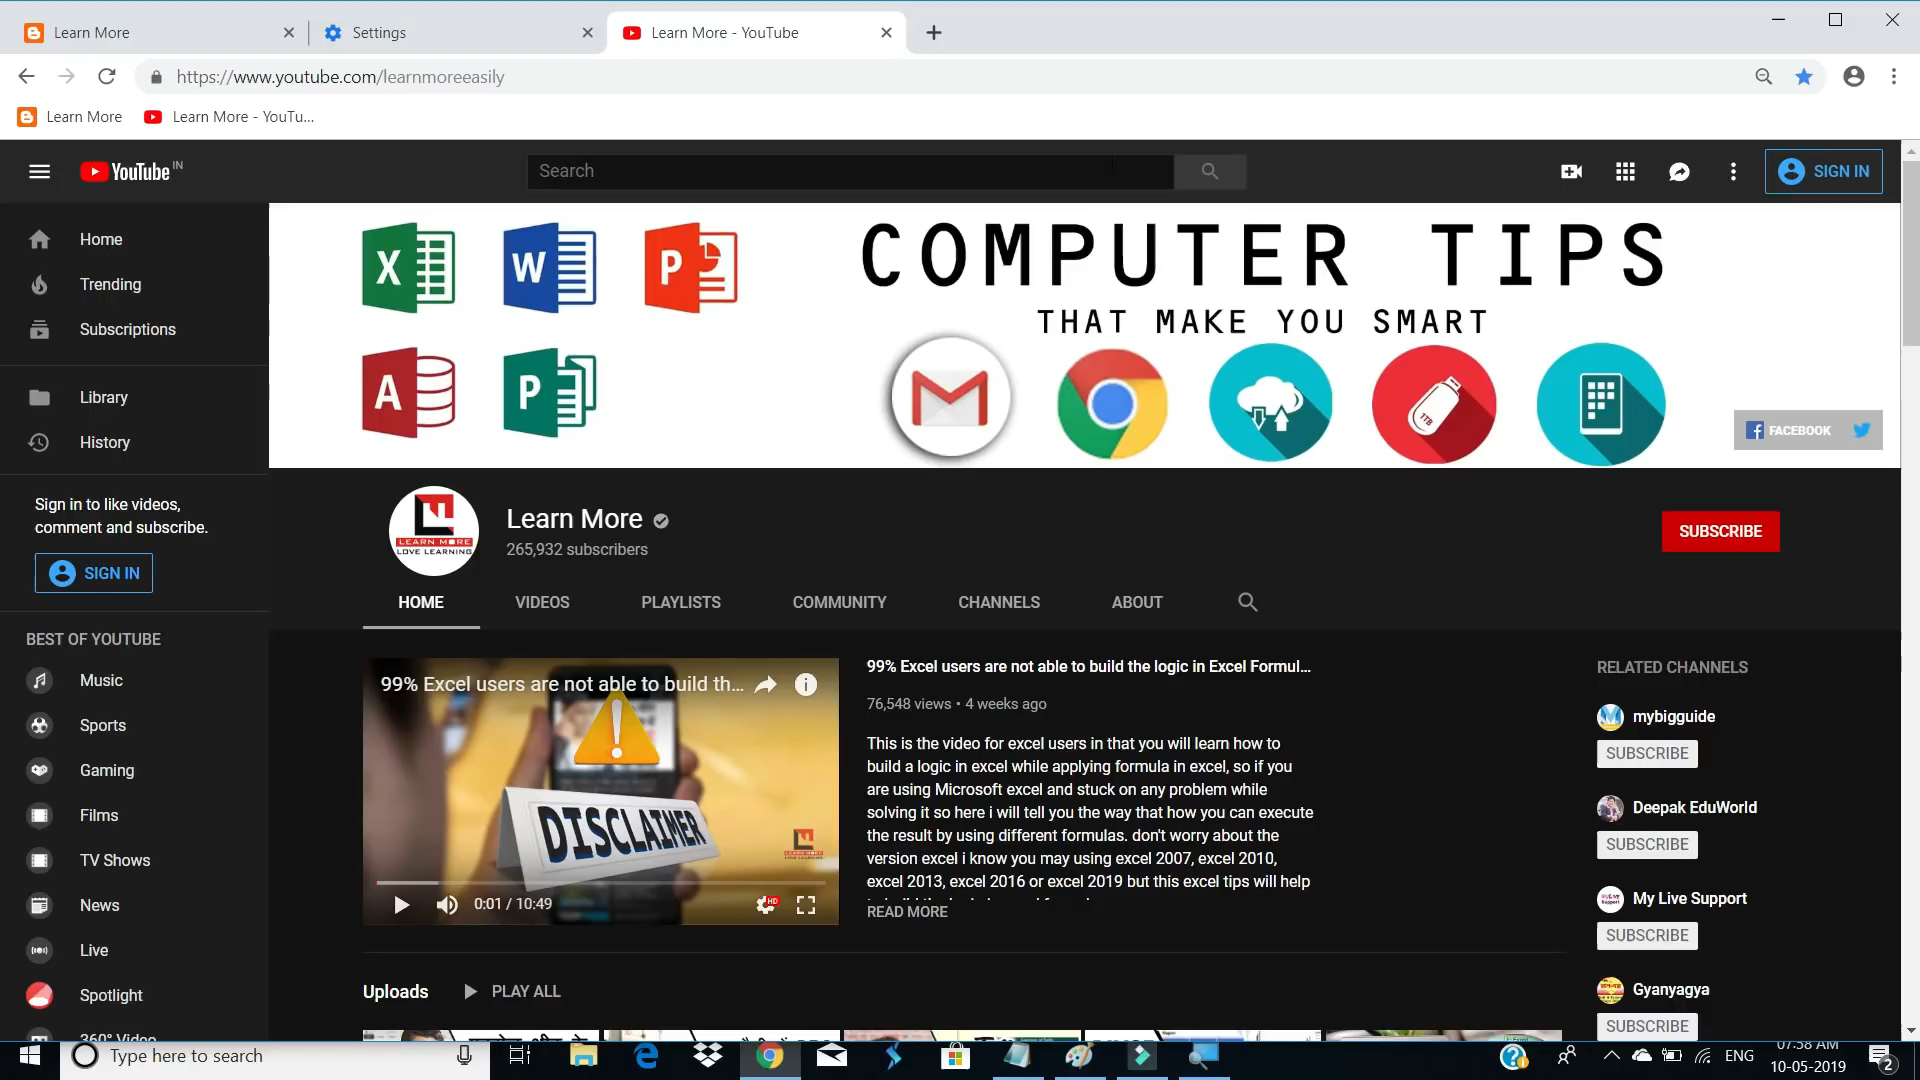 Learn More
Settings
Learn More - YouTube
https://www.youtube.com/learnmoreeasily
Learn More
Learn More - YouTu...
YouTube IN
Search
SIGN IN
Home
Trending
Subscriptions
Library
History
Sign in to like videos,
comment and subscribe.
SIGN IN
BEST OF YOUTUBE
Music
Sports
Gaming
Films
TV Shows
News
Live
Spotlight
360° Video
COMPUTER TIPS
THAT MAKE YOU SMART
X
W
P
A
P
1TB
FACEBOOK
LEARN MORE
LOVE LEARNING
Learn More
265,932 subscribers
SUBSCRIBE
HOME
VIDEOS
PLAYLISTS
COMMUNITY
CHANNELS
ABOUT
99% Excel users are not able to build th...
DISCLAIMER
0:01 / 10:49
HD
99% Excel users are not able to build the logic in Excel Formul...
76,548 views • 4 weeks ago
This is the video for excel users in that you will learn how to
build a logic in excel while applying formula in excel, so if you
are using Microsoft excel and stuck on any problem while
solving it so here i will tell you the way that how you can execute
the result by using different formulas. don't worry about the
version excel i know you may using excel 2007, excel 2010,
excel 2013, excel 2016 or excel 2019 but this excel tips will help
READ MORE
RELATED CHANNELS
mybigguide
SUBSCRIBE
Deepak EduWorld
SUBSCRIBE
My Live Support
SUBSCRIBE
Gyanyagya
SUBSCRIBE
Uploads
PLAY ALL
Type here to search
ENG
07:58 AM
10-05-2019
2